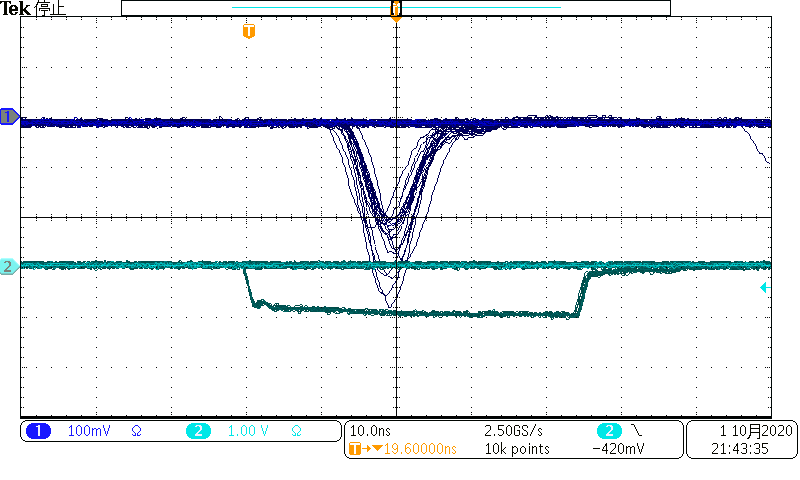 Tek 停止
T
1
2
1 100mV Ω 2 1.00 V Ω
10.0ns 2.50GS/s 2
T→▼19.60000ns 10k points −420mV
1 10月2020
21:43:35